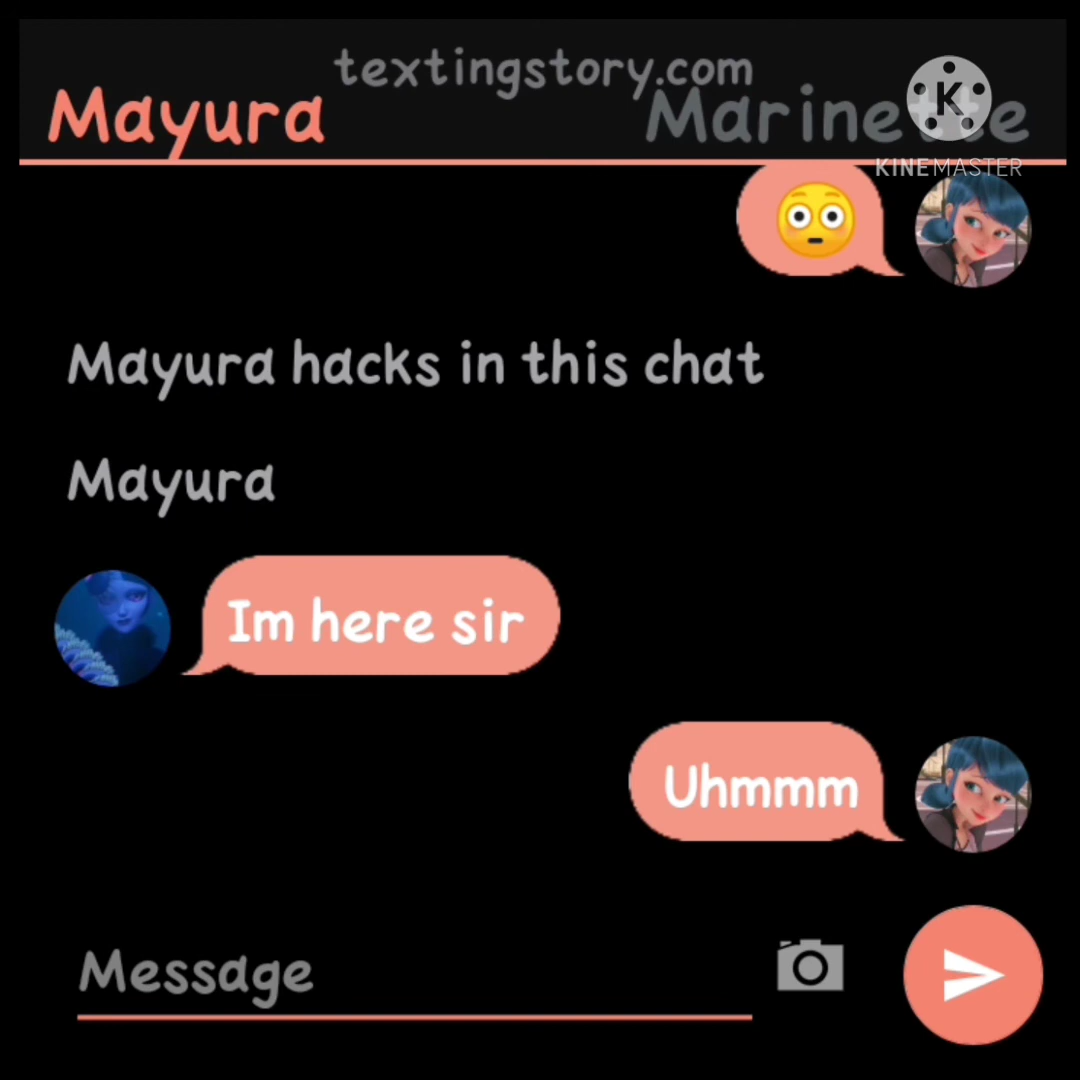 textingstory.com
Mayura
Marinette
K
KINEMASTER
😳
Mayura hacks in this chat
Mayura
Im here sir
Uhmmm
Message